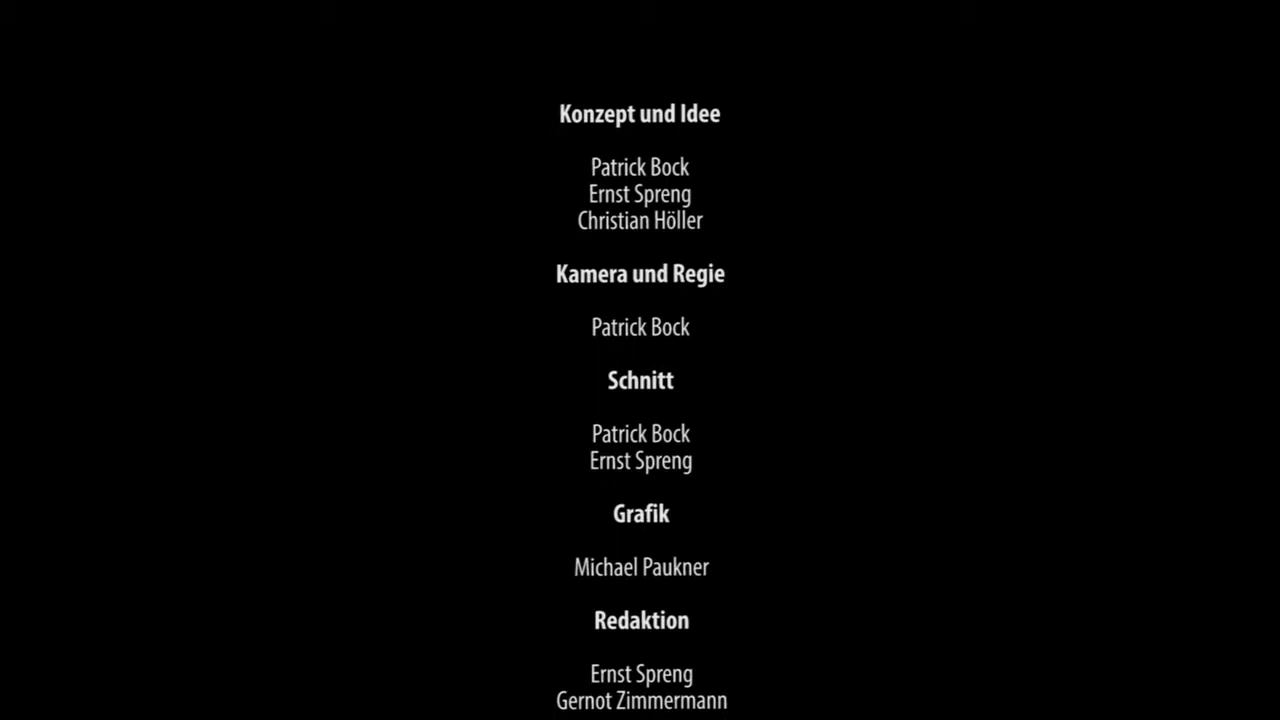 Konzept und Idee
Patrick Bock
Ernst Spreng
Christian Höller
Kamera und Regie
Patrick Bock
Schnitt
Patrick Bock
Ernst Spreng
Grafik
Michael Paukner
Redaktion
Ernst Spreng
Gernot Zimmermann